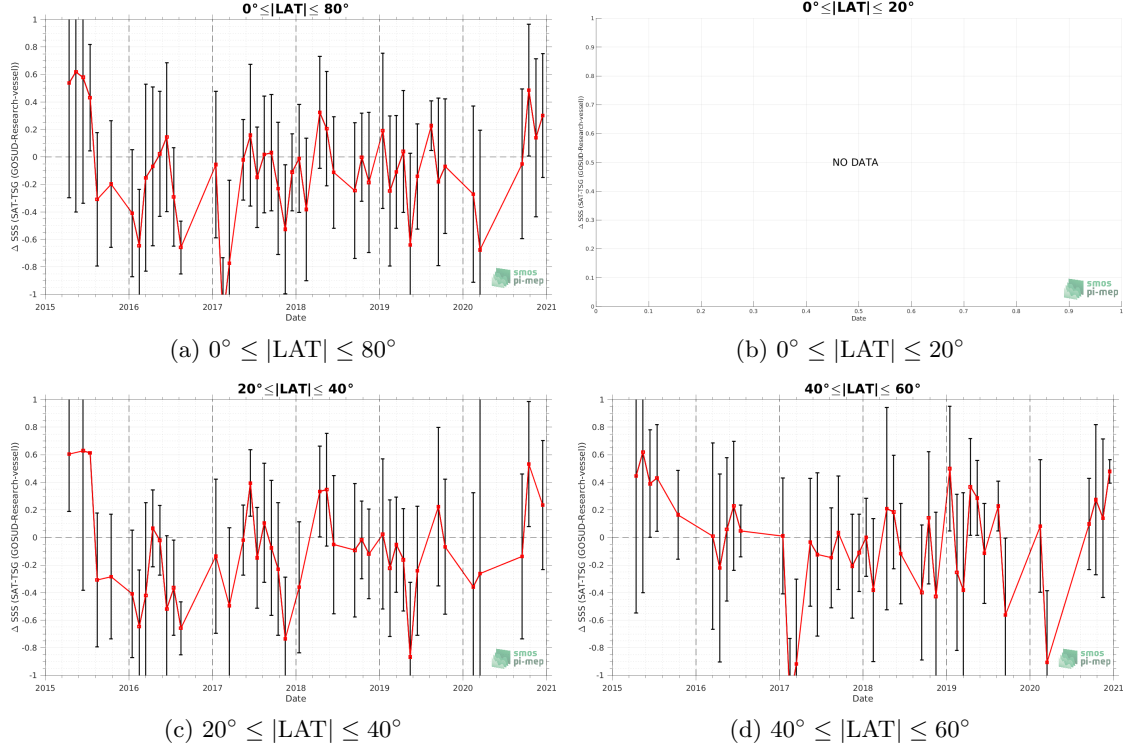 0°≤|LAT|≤ 80°
Δ SSS (SAT-TSG (GOSUD-Research-vessel))
1
0.8
0.6
0.4
0.2
0
-0.2
-0.4
-0.6
-0.8
-1
2015 2016 2017 2018 2019 2020 2021
Date
smos
pi-mep
(a) 0° ≤ |LAT| ≤ 80°
0°≤|LAT|≤ 20°
Δ SSS (SAT-TSG (GOSUD-Research-vessel))
1
0.9
0.8
0.7
0.6
0.5
0.4
0.3
0.2
0.1
0
NO DATA
0 0.1 0.2 0.3 0.4 0.5 0.6 0.7 0.8 0.9 1
Date
smos
pi-mep
(b) 0° ≤ |LAT| ≤ 20°
20°≤|LAT|≤ 40°
Δ SSS (SAT-TSG (GOSUD-Research-vessel))
1
0.8
0.6
0.4
0.2
0
-0.2
-0.4
-0.6
-0.8
-1
2015 2016 2017 2018 2019 2020 2021
Date
smos
pi-mep
(c) 20° ≤ |LAT| ≤ 40°
40°≤|LAT|≤ 60°
Δ SSS (SAT-TSG (GOSUD-Research-vessel))
1
0.8
0.6
0.4
0.2
0
-0.2
-0.4
-0.6
-0.8
-1
2015 2016 2017 2018 2019 2020 2021
Date
smos
pi-mep
(d) 40° ≤ |LAT| ≤ 60°